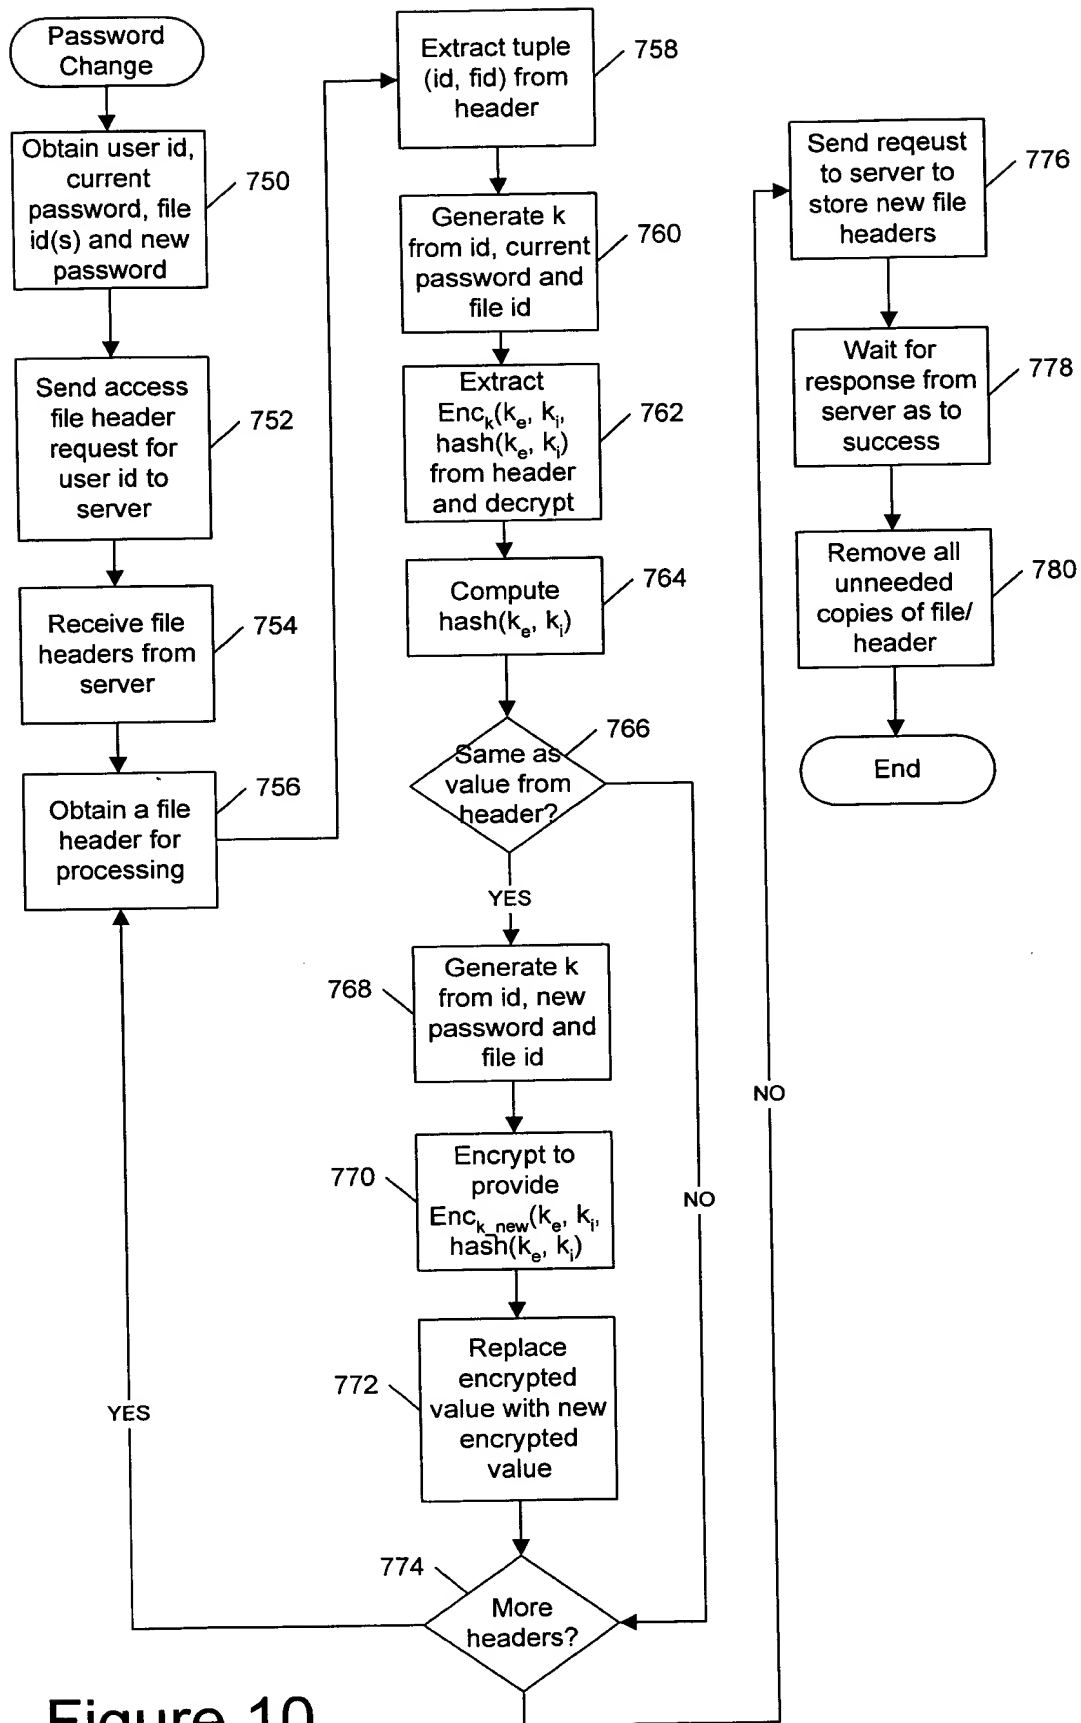 Password
Change
Obtain user id,
current
password, file
id(s) and new
password
750
Send access
file header
request for
user id to
server
752
Receive file
headers from
server
754
Obtain a file
header for
processing
756
YES
Extract tuple
(id, fid) from
header
758
Generate k
from id, current
password and
file id
760
Extract
Enck(ke, ki,
hash(ke, ki)
from header
and decrypt
762
Compute
hash(ke, ki)
764
Same as
value from
header?
766
YES
NO
Generate k
from id, new
password and
file id
768
Encrypt to
provide
Enck_new(ke, ki,
hash(ke, ki)
770
Replace
encrypted
value with new
encrypted
value
772
More
headers?
774
NO
Send reqeust
to server to
store new file
headers
776
Wait for
response from
server as to
success
778
Remove all
unneeded
copies of file/
header
780
End
Figure 10